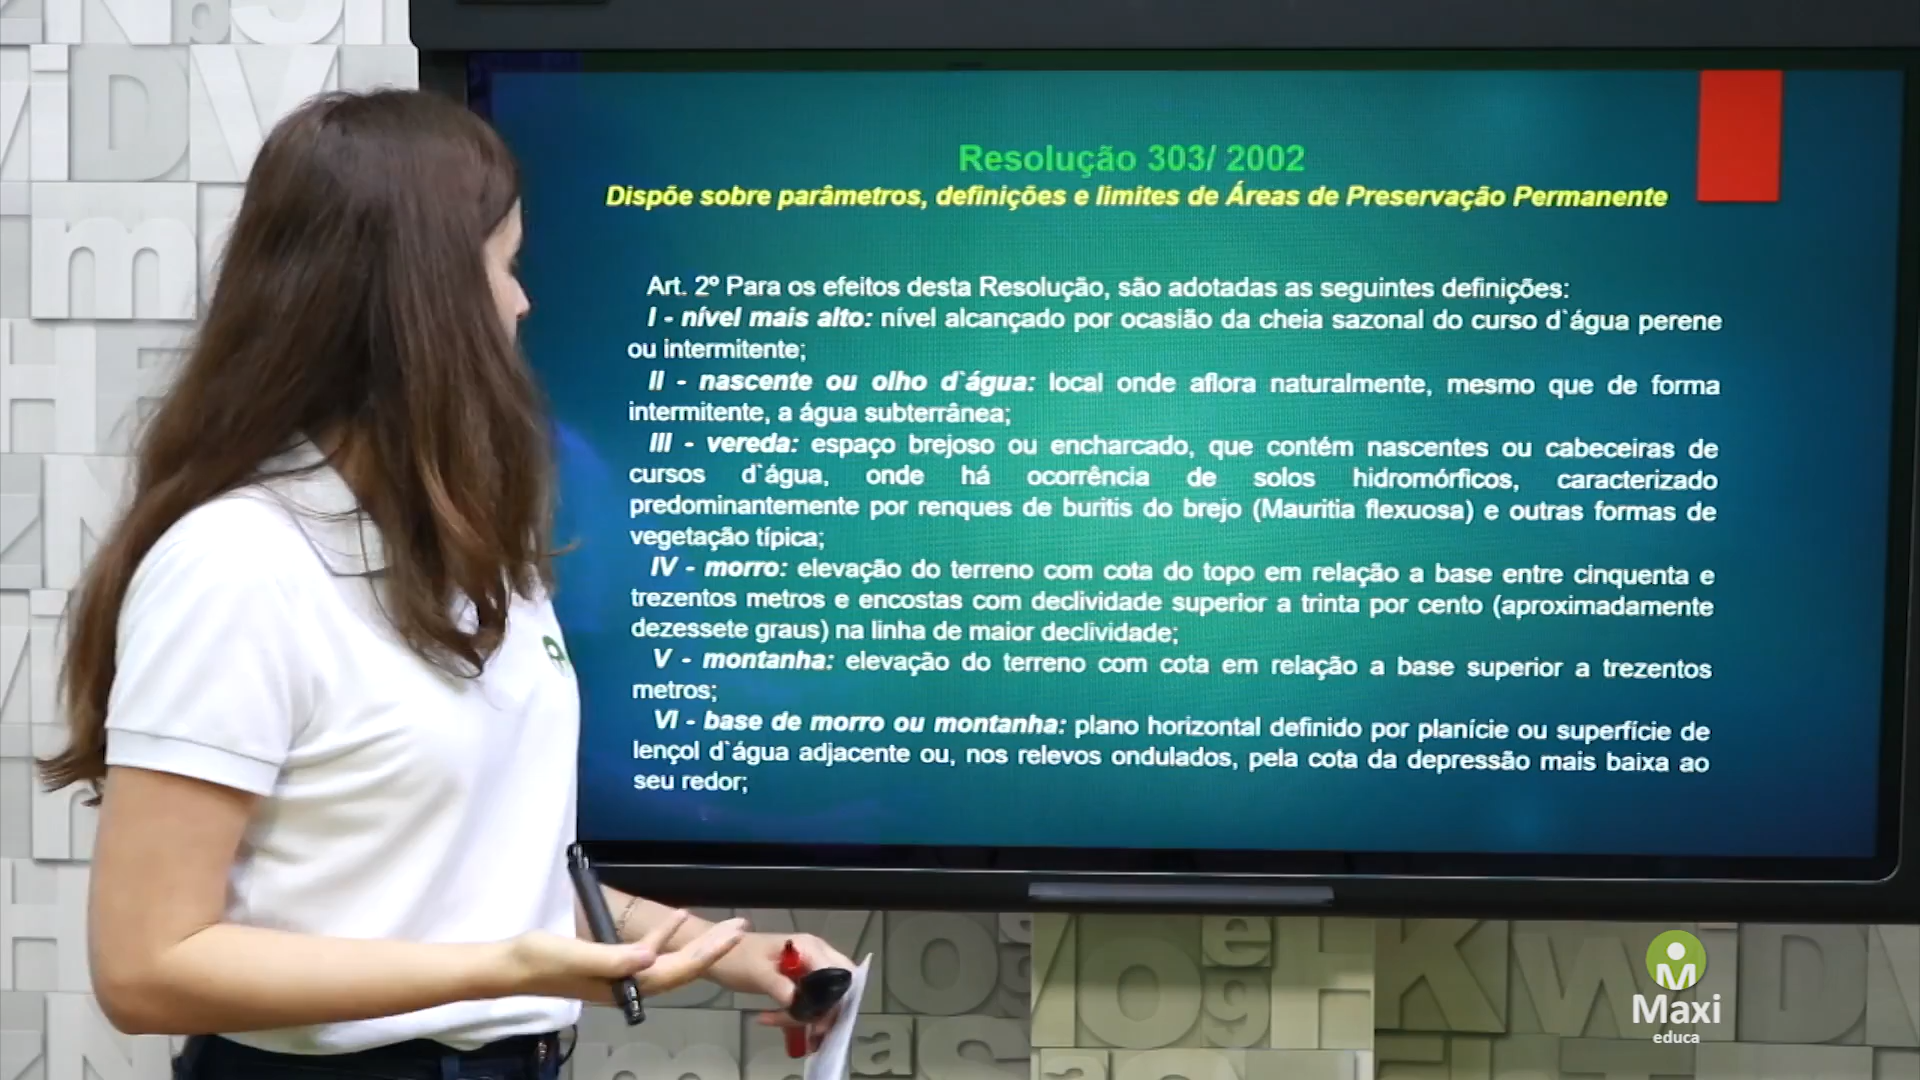 Resolução 303/ 2002
Dispõe sobre parâmetros, definições e limites de Áreas de Preservação Permanente
Art. 2º Para os efeitos desta Resolução, são adotadas as seguintes definições:
I - nível mais alto: nível alcançado por ocasião da cheia sazonal do curso d`água perene
ou intermitente;
II - nascente ou olho d`água: local onde aflora naturalmente, mesmo que de forma
intermitente, a água subterrânea;
III - vereda: espaço brejoso ou encharcado, que contém nascentes ou cabeceiras de
cursos d`água, onde há ocorrência de solos hidromórficos, caracterizado
predominantemente por renques de buritis do brejo (Mauritia flexuosa) e outras formas de
vegetação típica;
IV - morro: elevação do terreno com cota do topo em relação a base entre cinquenta e
trezentos metros e encostas com declividade superior a trinta por cento (aproximadamente
dezessete graus) na linha de maior declividade;
V - montanha: elevação do terreno com cota em relação a base superior a trezentos
metros;
VI - base de morro ou montanha: plano horizontal definido por planície ou superfície de
lençol d`água adjacente ou, nos relevos ondulados, pela cota da depressão mais baixa ao
seu redor;
M
Maxi
educa